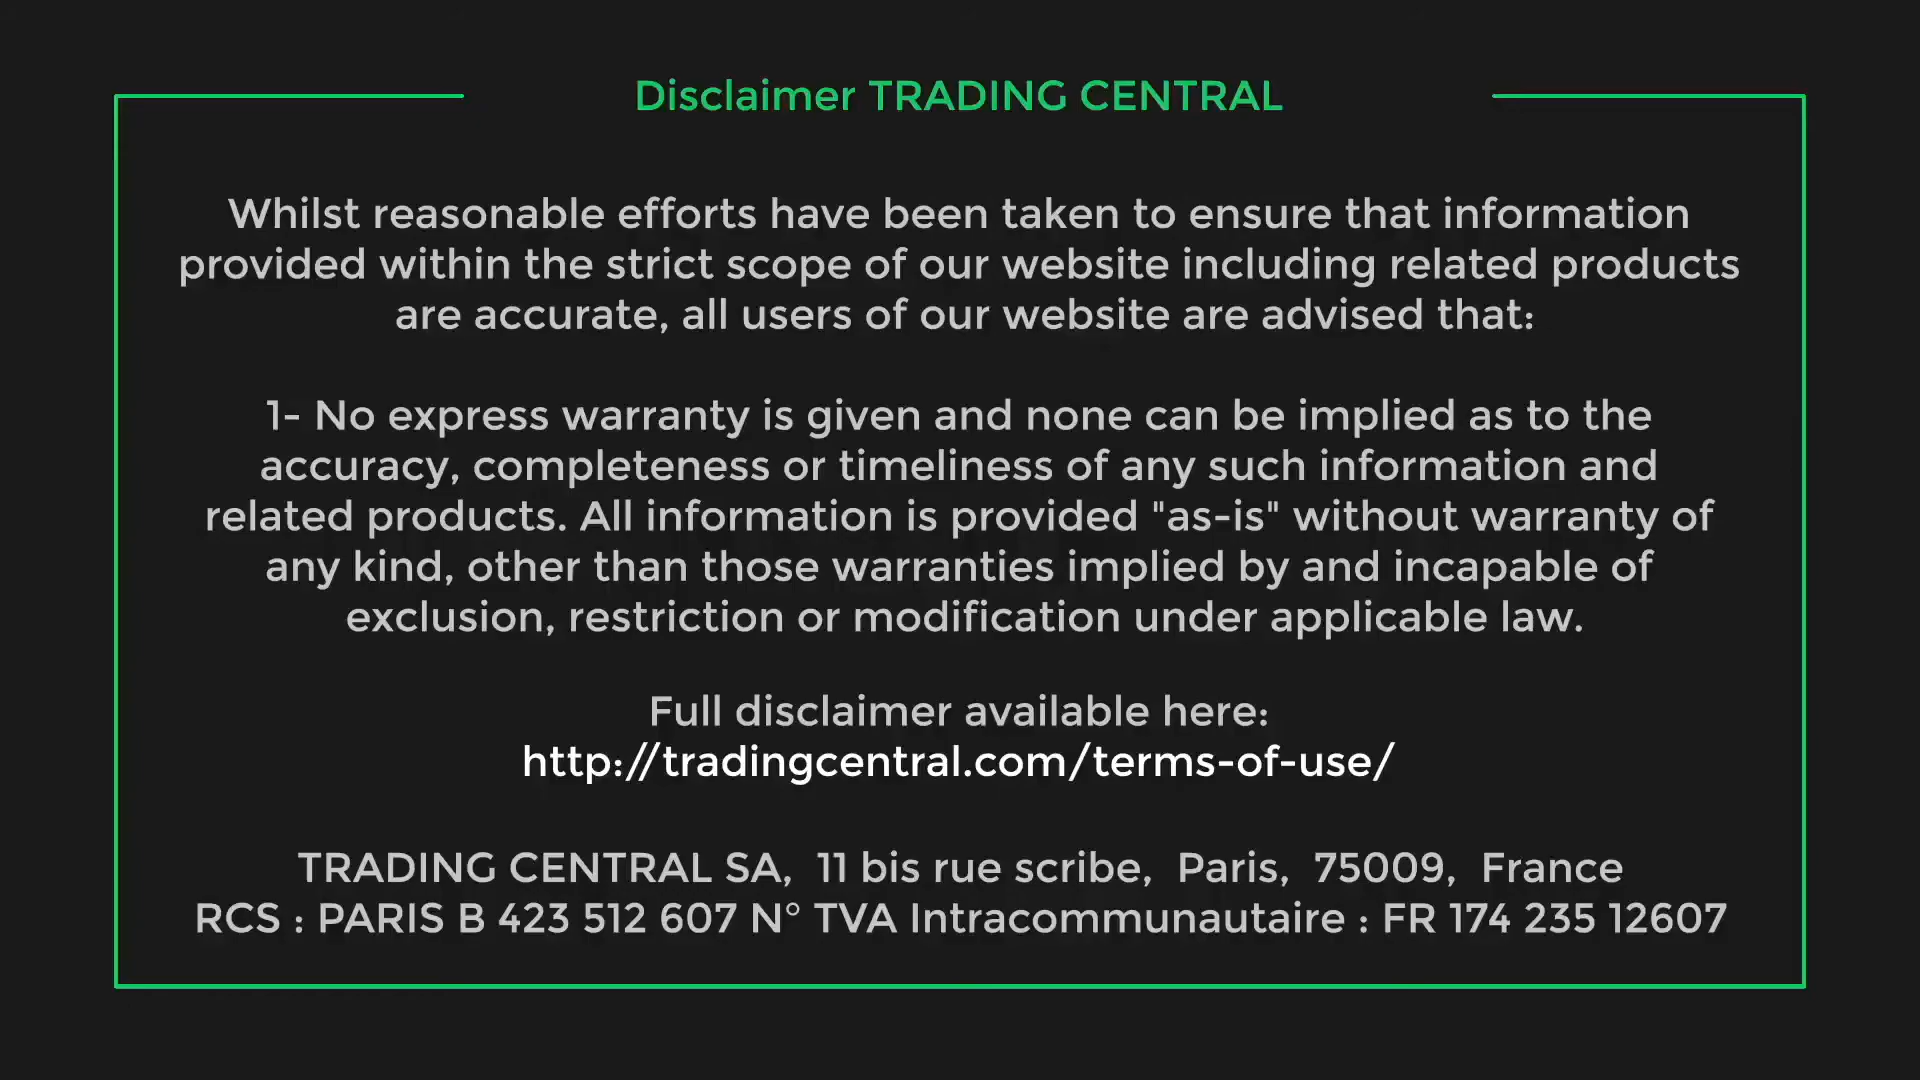 Disclaimer TRADING CENTRAL
Whilst reasonable efforts have been taken to ensure that information
provided within the strict scope of our website including related products
are accurate, all users of our website are advised that:
1- No express warranty is given and none can be implied as to the
accuracy, completeness or timeliness of any such information and
related products. All information is provided "as-is" without warranty of
any kind, other than those warranties implied by and incapable of
exclusion, restriction or modification under applicable law.
Full disclaimer available here:
http://tradingcentral.com/terms-of-use/
TRADING CENTRAL SA, 11 bis rue scribe, Paris, 75009, France
RCS : PARIS B 423 512 607 N° TVA Intracommunautaire : FR 174 235 12607